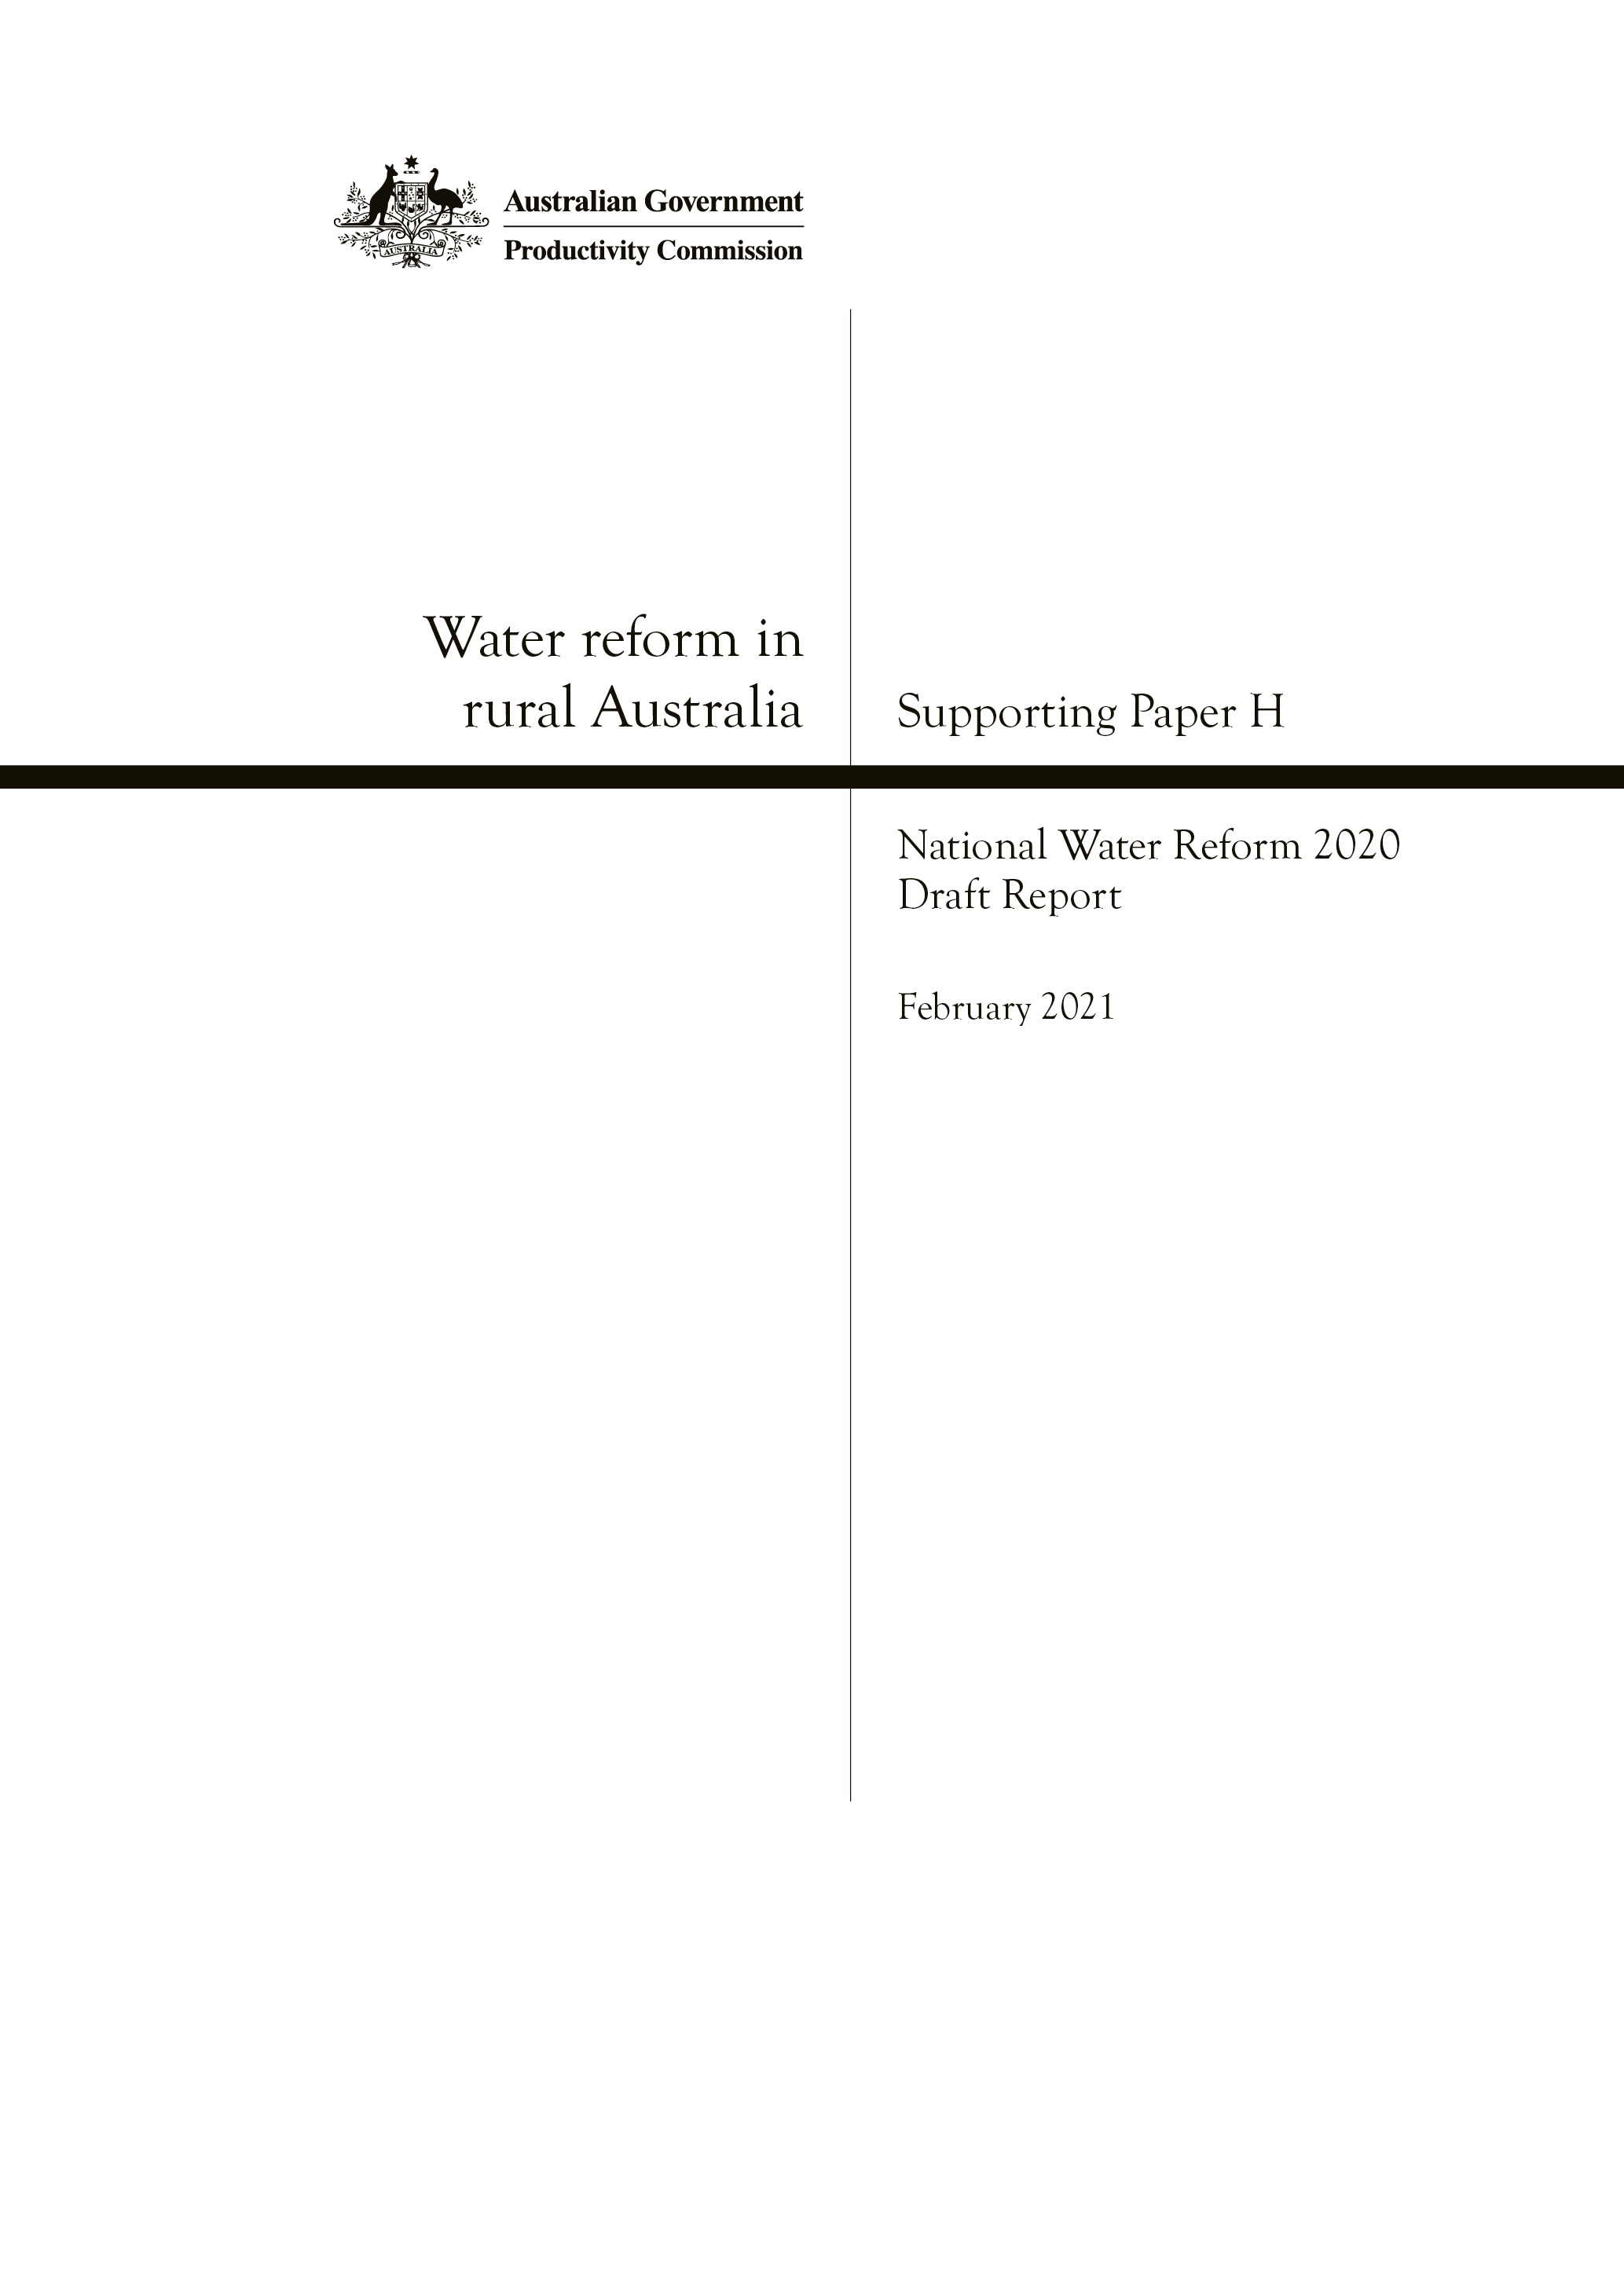 AUSTRALIA
Australian Government
Productivity Commission
Water reform in
rural Australia
Supporting Paper H
National Water Reform 2020
Draft Report
February 2021